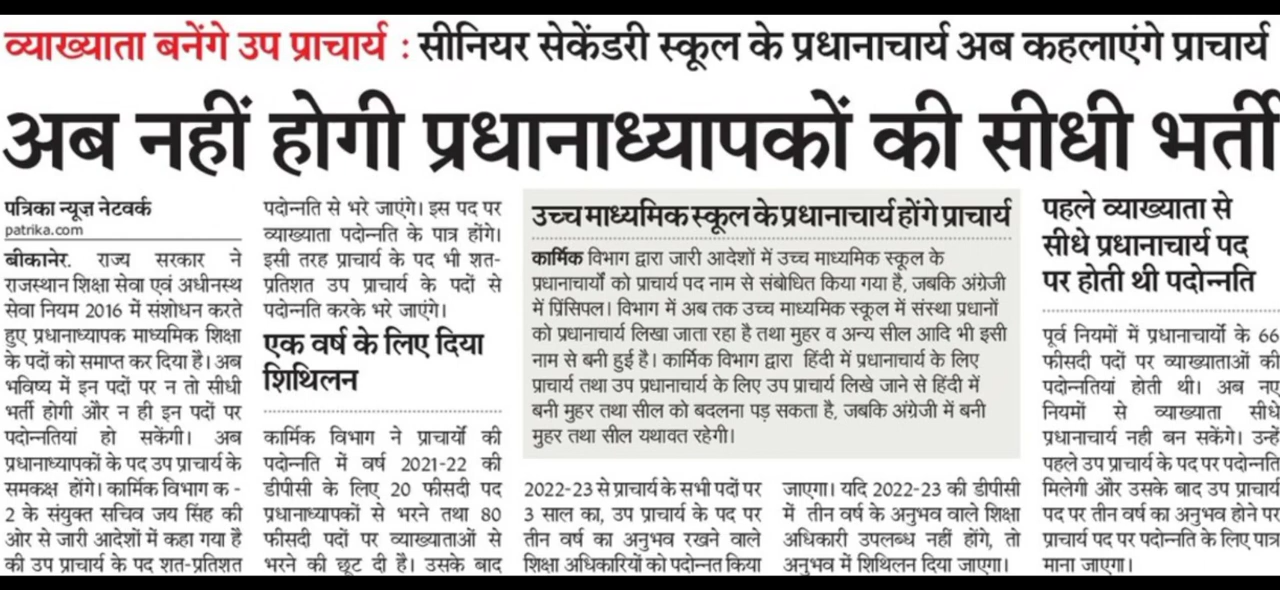 व्याख्याता बनेंगे उप प्राचार्य : सीनियर सेकेंडरी स्कूल के प्रधानाचार्य अब कहलाएंगे प्राचार्य
अब नहीं होगी प्रधानाध्यापकों की सीधी भर्ती
पत्रिका न्यूज़ नेटवर्क
patrika.com
बीकानेर. राज्य सरकार ने
राजस्थान शिक्षा सेवा एवं अधीनस्थ
सेवा नियम 2016 में संशोधन करते
हुए प्रधानाध्यापक माध्यमिक शिक्षा
के पदों को समाप्त कर दिया है। अब
भविष्य में इन पदों पर न तो सीधी
भर्ती होगी और न ही इन पदों पर
पदोन्नतियां हो सकेंगी। अब
प्रधानाध्यापकों के पद उप प्राचार्य के
समकक्ष होंगे। कार्मिक विभाग क -
2 के संयुक्त सचिव जय सिंह की
ओर से जारी आदेशों में कहा गया है
की उप प्राचार्य के पद शत-प्रतिशत
पदोन्नति से भरे जाएंगे। इस पद पर
व्याख्याता पदोन्नति के पात्र होंगे।
इसी तरह प्राचार्य के पद भी शत-
प्रतिशत उप प्राचार्य के पदों से
पदोन्नति करके भरे जाएंगे।
एक वर्ष के लिए दिया
शिथिलन
कार्मिक विभाग ने प्राचार्यों की
पदोन्नति में वर्ष 2021-22 की
डीपीसी के लिए 20 फीसदी पद
प्रधानाध्यापकों से भरने तथा 80
फीसदी पदों पर व्याख्याताओं से
भरने की छूट दी है। उसके बाद
उच्च माध्यमिक स्कूल के प्रधानाचार्य होंगे प्राचार्य
कार्मिक विभाग द्वारा जारी आदेशों में उच्च माध्यमिक स्कूल के
प्रधानाचार्यों को प्राचार्य पद नाम से संबोधित किया गया है, जबकि अंग्रेजी
में प्रिंसिपल। विभाग में अब तक उच्च माध्यमिक स्कूल में संस्था प्रधानों
को प्रधानाचार्य लिखा जाता रहा है तथा मुहर व अन्य सील आदि भी इसी
नाम से बनी हुई है। कार्मिक विभाग द्वारा हिंदी में प्रधानाचार्य के लिए
प्राचार्य तथा उप प्रधानाचार्य के लिए उप प्राचार्य लिखे जाने से हिंदी में
बनी मुहर तथा सील को बदलना पड़ सकता है, जबकि अंग्रेजी में बनी
मुहर तथा सील यथावत रहेगी।
2022-23 से प्राचार्य के सभी पदों पर
3 साल का, उप प्राचार्य के पद पर
तीन वर्ष का अनुभव रखने वाले
शिक्षा अधिकारियों को पदोन्नत किया
जाएगा। यदि 2022-23 की डीपीसी
में तीन वर्ष के अनुभव वाले शिक्षा
अधिकारी उपलब्ध नहीं होंगे, तो
अनुभव में शिथिलन दिया जाएगा।
पहले व्याख्याता से
सीधे प्रधानाचार्य पद
पर होती थी पदोन्नति
पूर्व नियमों में प्रधानाचार्यो के 66
फीसदी पदों पर व्याख्याताओं की
पदोन्नतियां होती थी। अब नए
नियमों से व्याख्याता सीधे
प्रधानाचार्य नही बन सकेंगे। उन्हें
पहले उप प्राचार्य के पद पर पदोन्नति
मिलेगी और उसके बाद उप प्राचार्य
पद पर तीन वर्ष का अनुभव होने पर
प्राचार्य पद पर पदोन्नति के लिए पात्र
माना जाएगा।